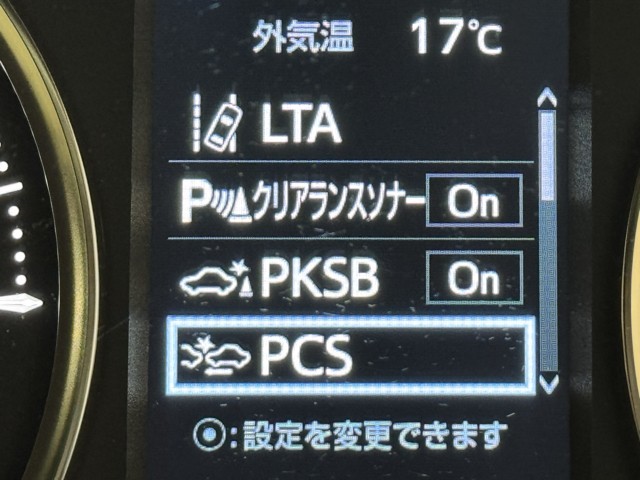 外気温 17℃
LTA
P クリアランスソナー On
PKSB On
PCS
⦿:設定を変更できます